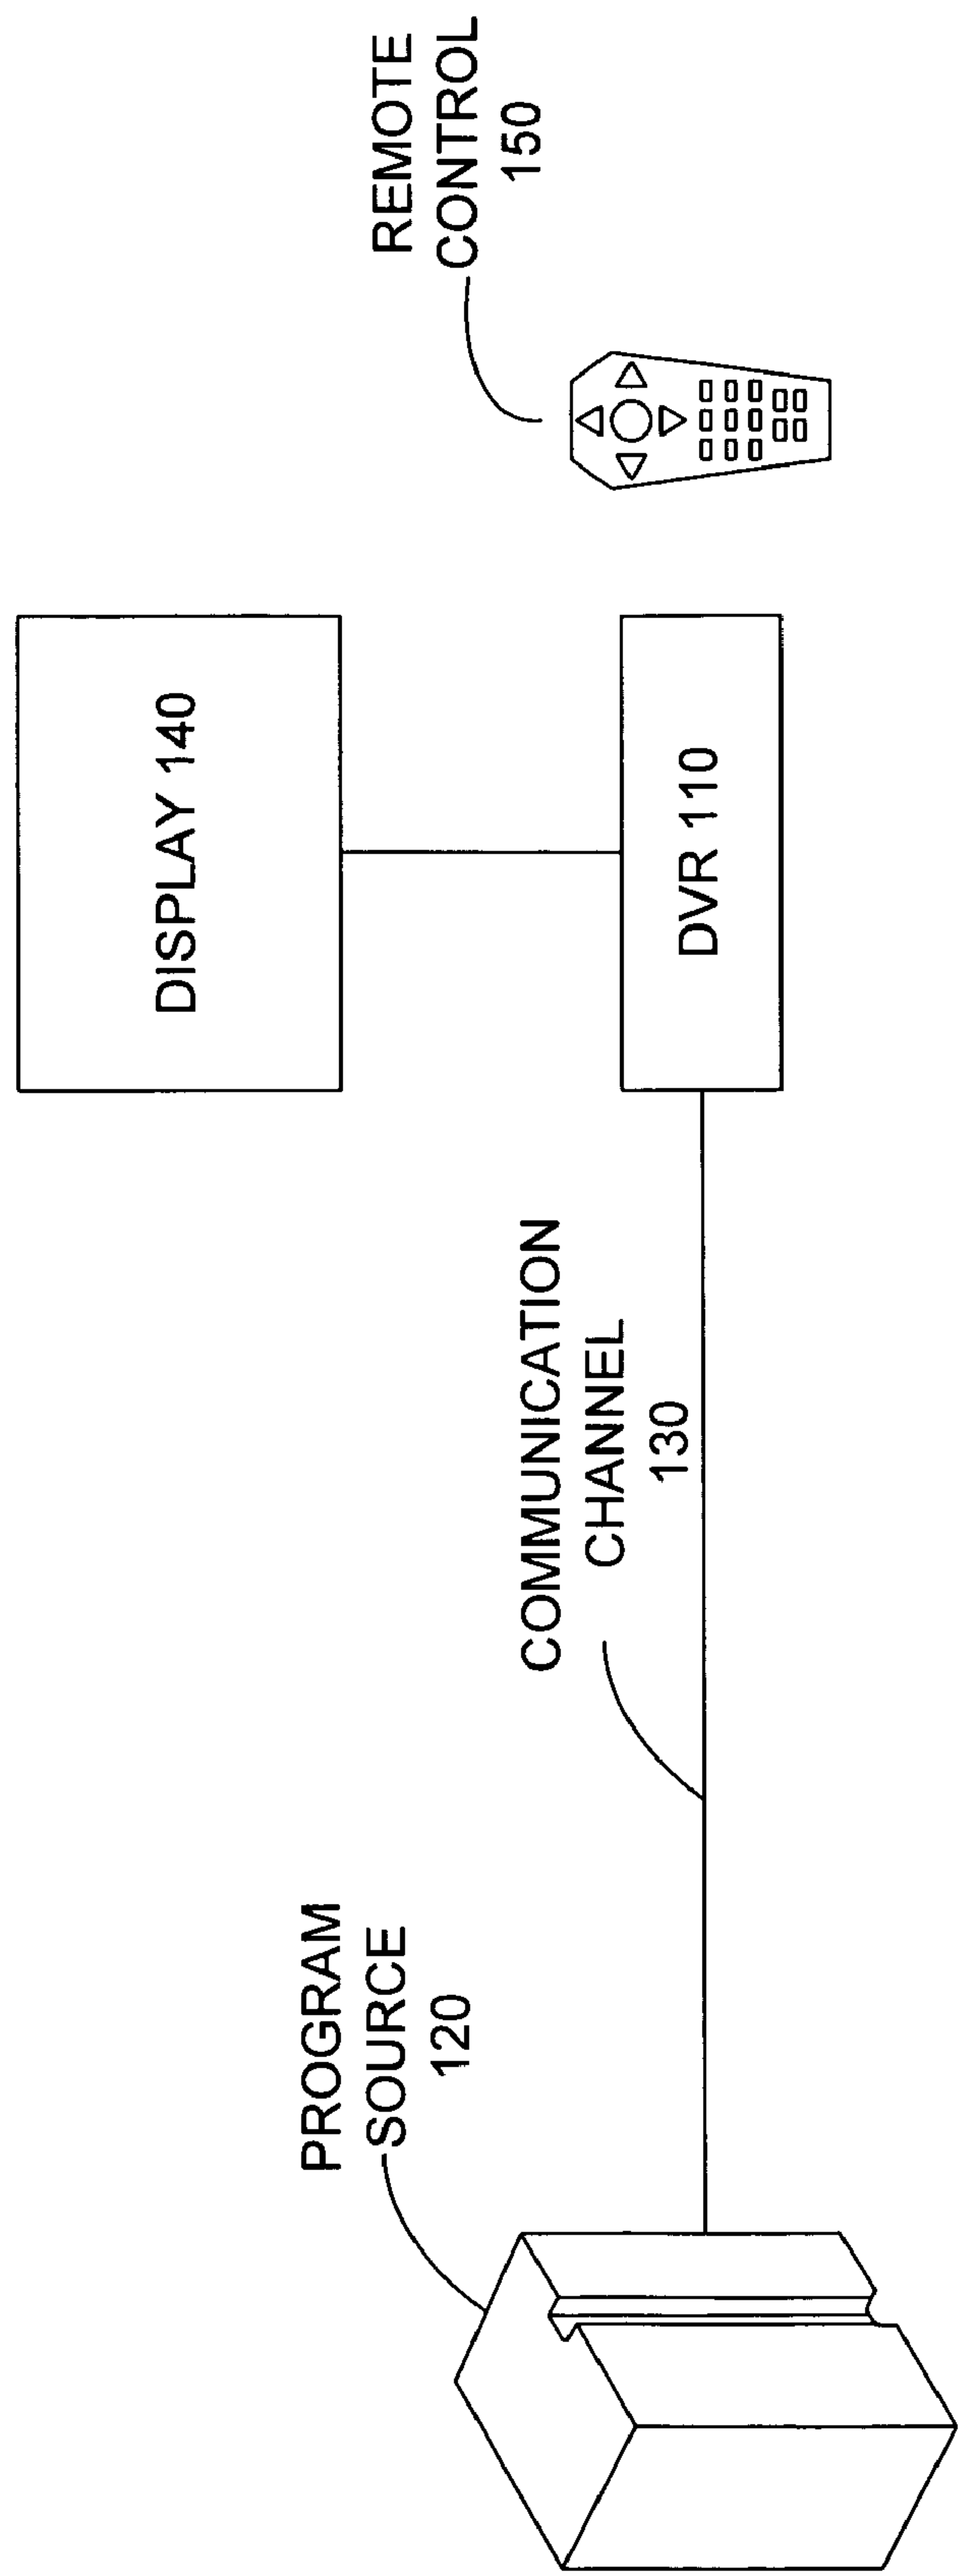 PROGRAM
SOURCE
120
COMMUNICATION
CHANNEL
130
DISPLAY 140
DVR 110
REMOTE
CONTROL
150